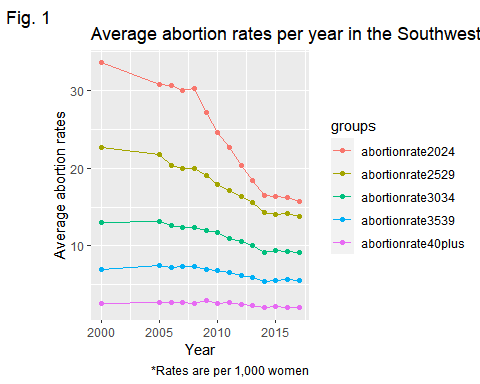 Fig. 1
Average abortion rates per year in the Southwest
Average abortion rates
30
20
10
2000 2005 2010 2015
Year
*Rates are per 1,000 women
groups
abortionrate2024
abortionrate2529
abortionrate3034
abortionrate3539
abortionrate40plus